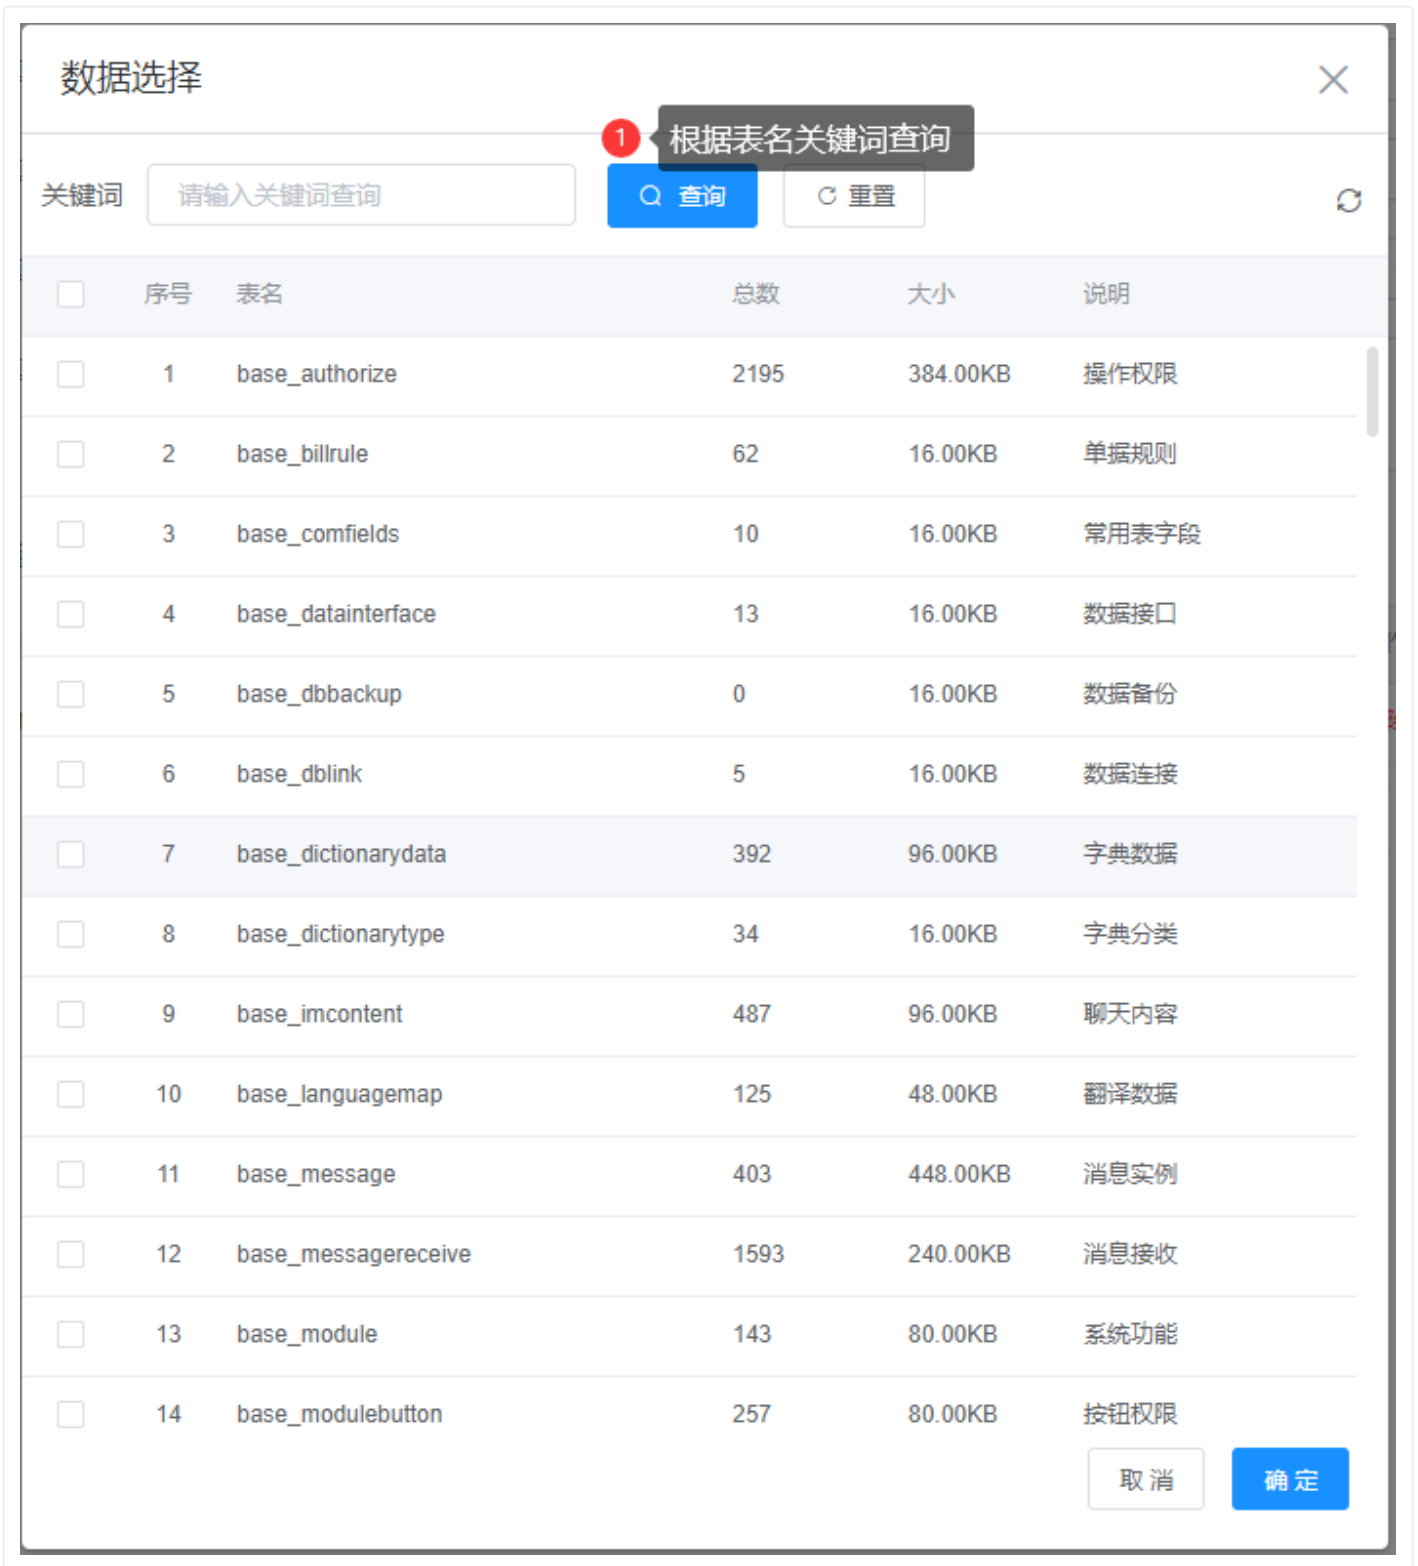 数据选择
1 根据表名关键词查询
关键词 请输入关键词查询 查询 重置
序号 表名 总数 大小 说明
1 base_authorize 2195 384.00KB 操作权限
2 base_billrule 62 16.00KB 单据规则
3 base_comfields 10 16.00KB 常用表字段
4 base_datainterface 13 16.00KB 数据接口
5 base_dbbackup 0 16.00KB 数据备份
6 base_dblink 5 16.00KB 数据连接
7 base_dictionarydata 392 96.00KB 字典数据
8 base_dictionarytype 34 16.00KB 字典分类
9 base_imcontent 487 96.00KB 聊天内容
10 base_languagemap 125 48.00KB 翻译数据
11 base_message 403 448.00KB 消息实例
12 base_messagereceive 1593 240.00KB 消息接收
13 base_module 143 80.00KB 系统功能
14 base_modulebutton 257 80.00KB 按钮权限
取消 确定